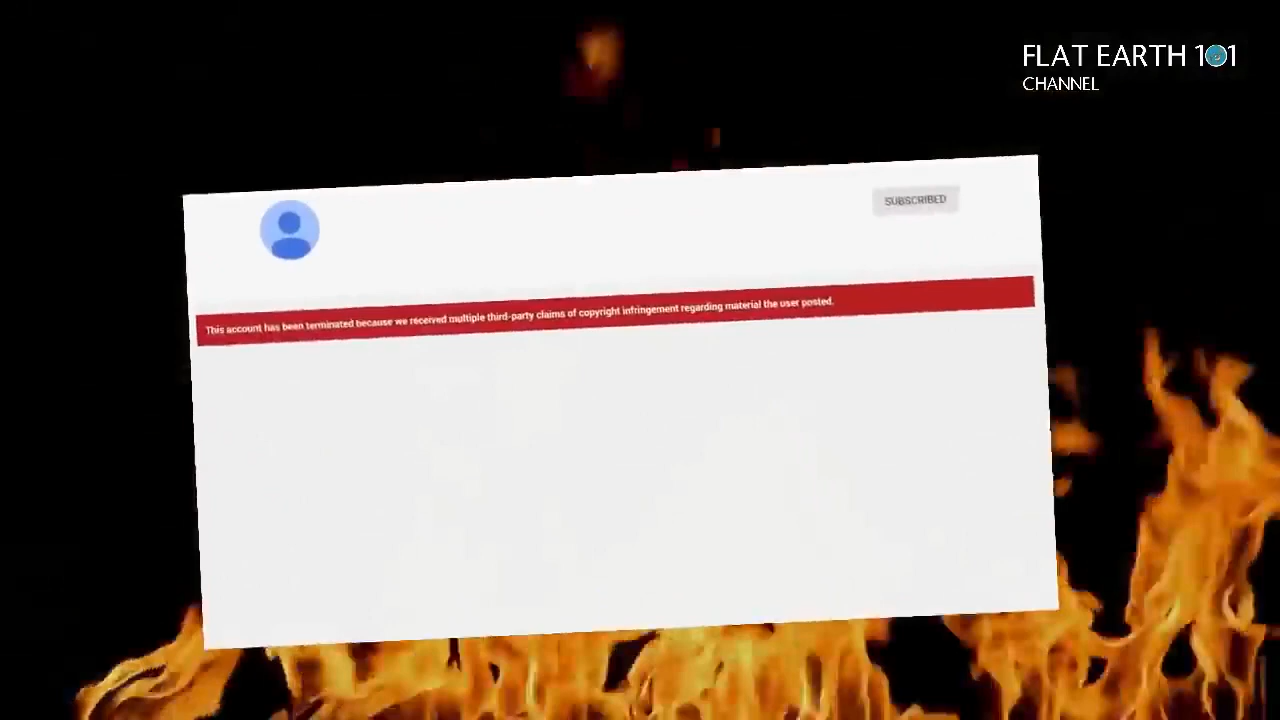 FLAT EARTH 101
CHANNEL
SUBSCRIBED
This account has been terminated because we received multiple third-party claims of copyright infringement regarding material the user posted.